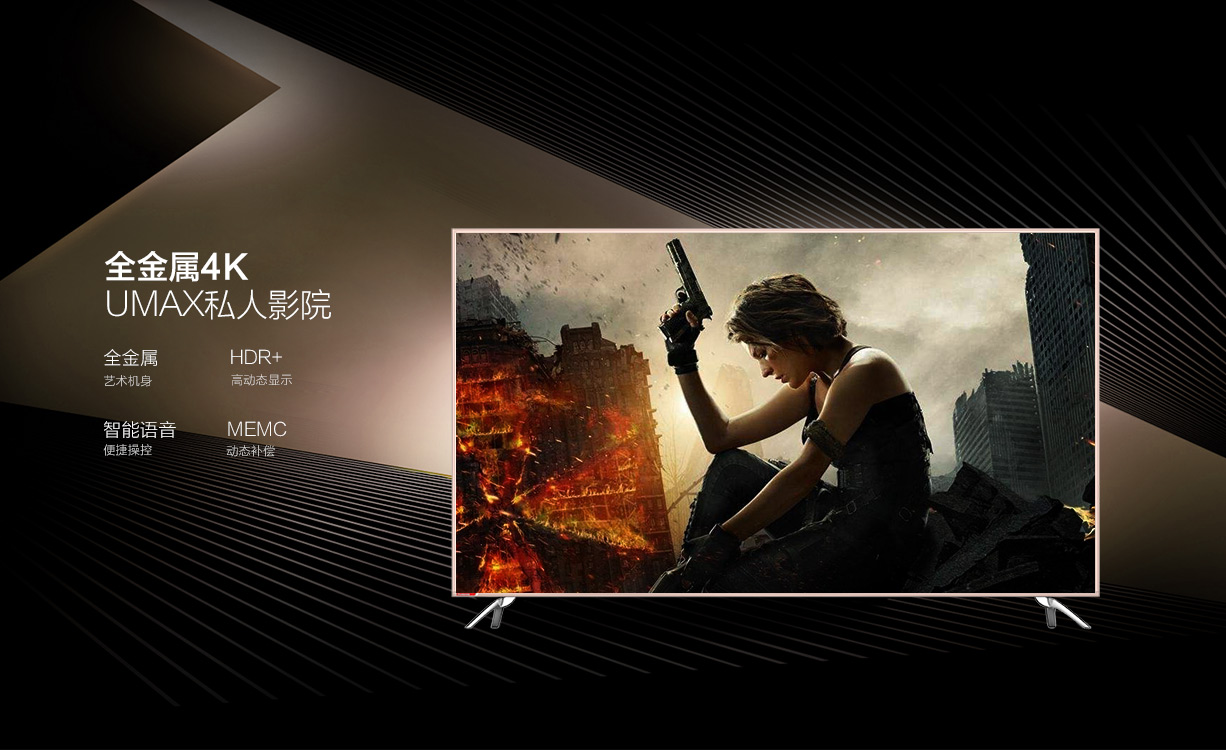 全金属4K
UMAX私人影院
全金属 HDR+
艺术机身 高动态显示
智能语音 MEMC
便捷操控 动态补偿